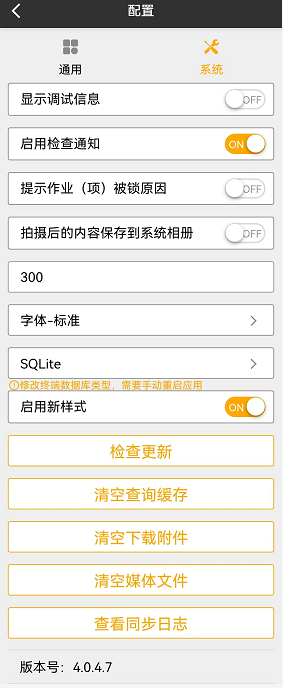 配置
通用
系统
显示调试信息
OFF
启用检查通知
ON
提示作业（项）被锁原因
OFF
拍摄后的内容保存到系统相册
OFF
300
字体-标准
SQLite
修改终端数据库类型，需要手动重启应用
启用新样式
ON
检查更新
清空查询缓存
清空下载附件
清空媒体文件
查看同步日志
版本号：4.0.4.7